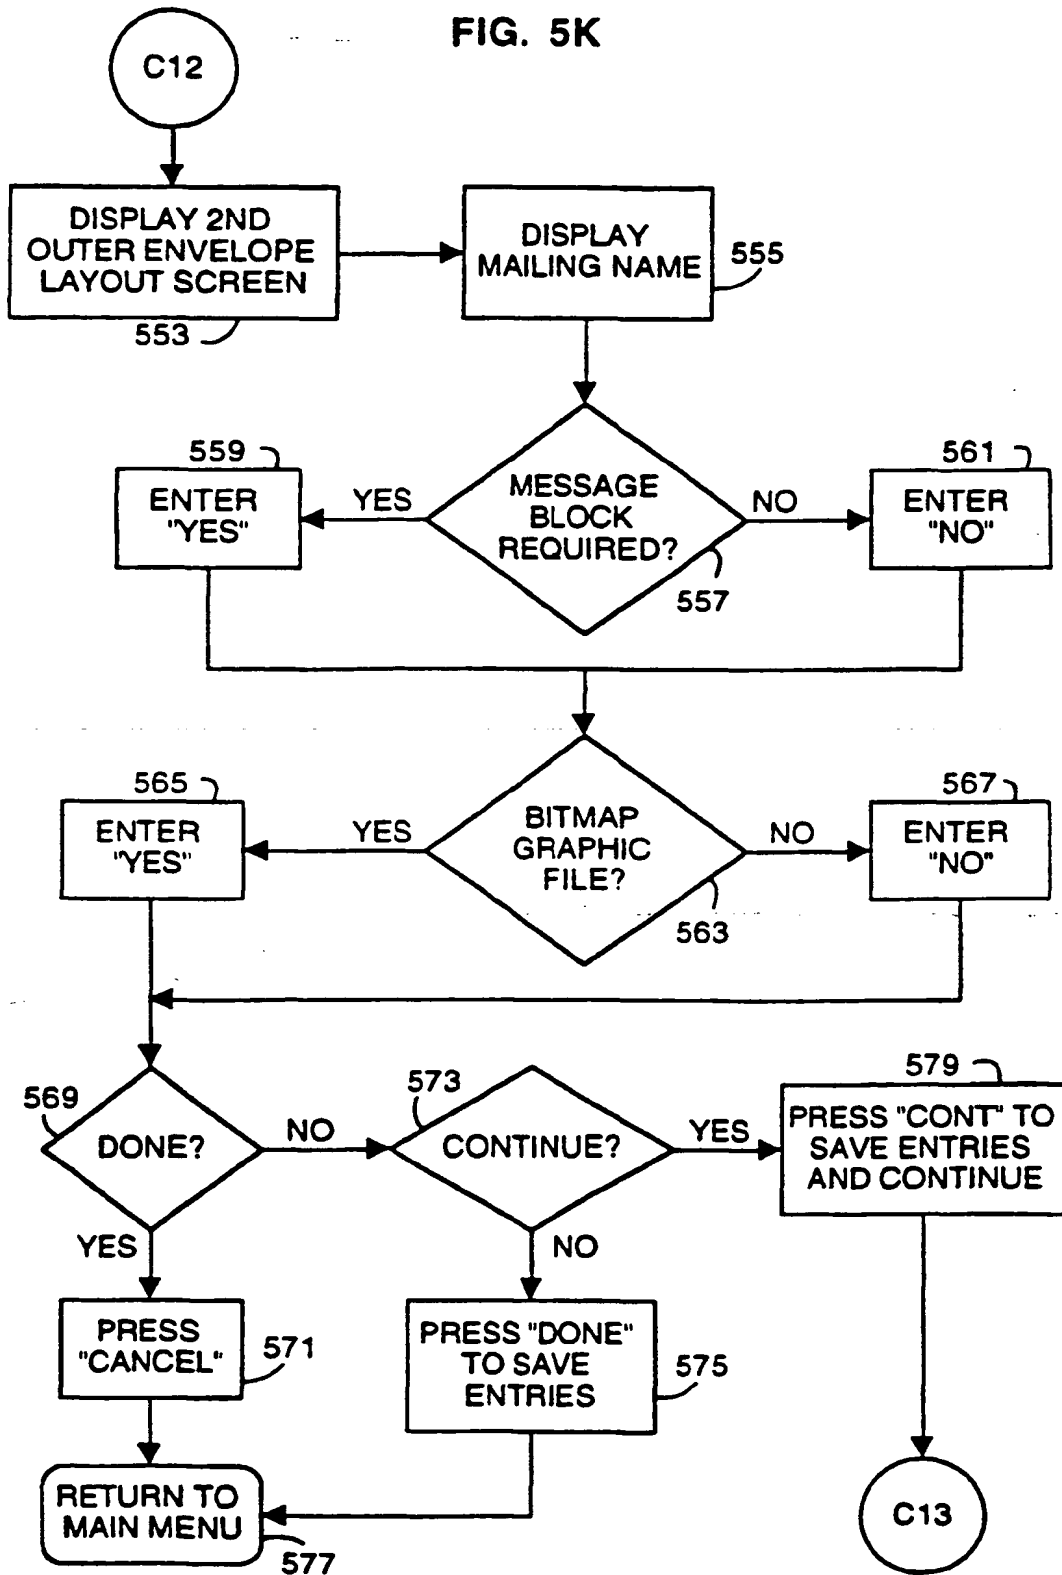 FIG. 5K
C12
DISPLAY 2ND
OUTER ENVELOPE
LAYOUT SCREEN
553
DISPLAY
MAILING NAME
555
559
ENTER
"YES"
YES
MESSAGE
BLOCK
REQUIRED?
557
NO
561
ENTER
"NO"
565
ENTER
"YES"
YES
BITMAP
GRAPHIC
FILE?
563
NO
567
ENTER
"NO"
569
DONE?
NO
573
CONTINUE?
YES
579
PRESS "CONT" TO
SAVE ENTRIES
AND CONTINUE
YES
NO
PRESS
"CANCEL"
571
PRESS "DONE"
TO SAVE
ENTRIES
575
RETURN TO
MAIN MENU
577
C13